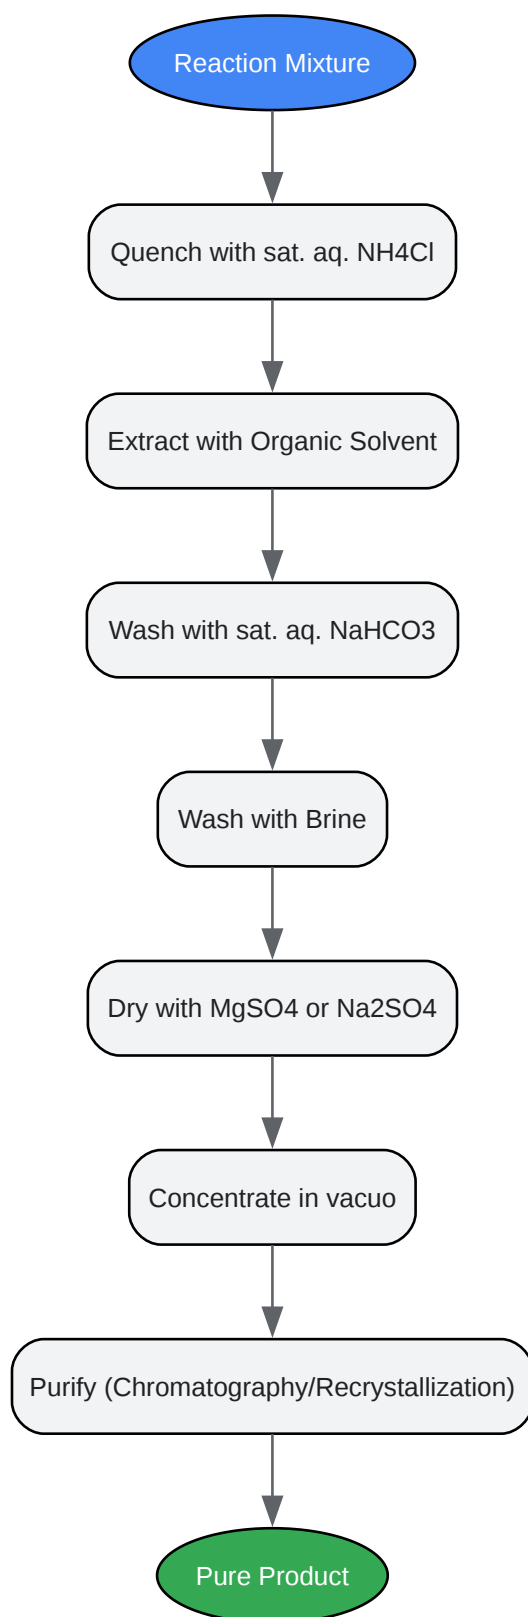 Reaction Mixture
Quench with sat. aq. NH4Cl
Extract with Organic Solvent
Wash with sat. aq. NaHCO3
Wash with Brine
Dry with MgSO4 or Na2SO4
Concentrate in vacuo
Purify (Chromatography/Recrystallization)
Pure Product